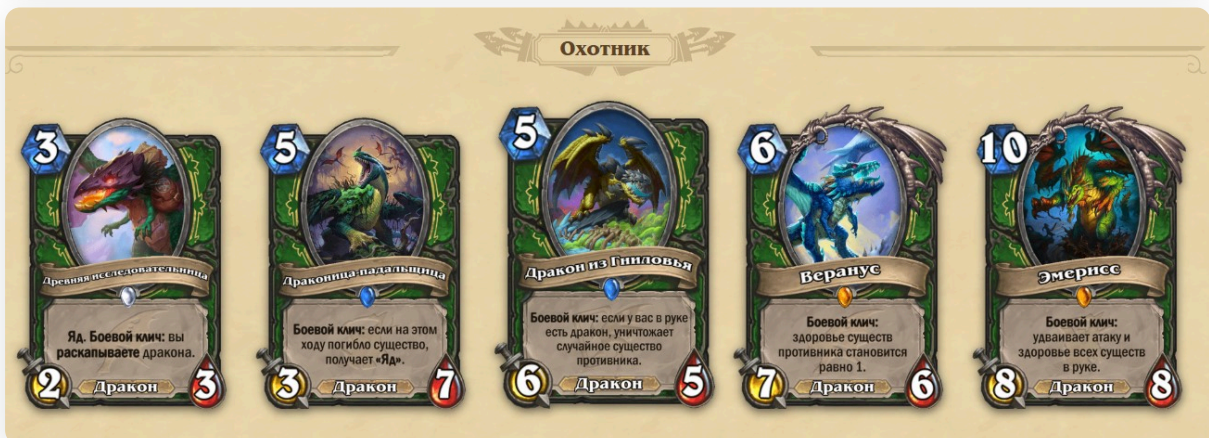 Охотник
3
Древняя исследовательница
Яд. Боевой клич: вы
раскапываете дракона.
2
Дракон
3
5
Драконица-падальщица
Боевой клич: если на этом
ходу погибло существо,
получает «Яд».
3
Дракон
7
5
Дракон из Гниловья
Боевой клич: если у вас в руке
есть дракон, уничтожает
случайное существо
противника.
6
Дракон
5
6
Веранус
Боевой клич:
здоровье существ
противника становится
равно 1.
7
Дракон
6
10
Эмерисс
Боевой клич:
удваивает атаку и
здоровье всех существ
в руке.
8
Дракон
8